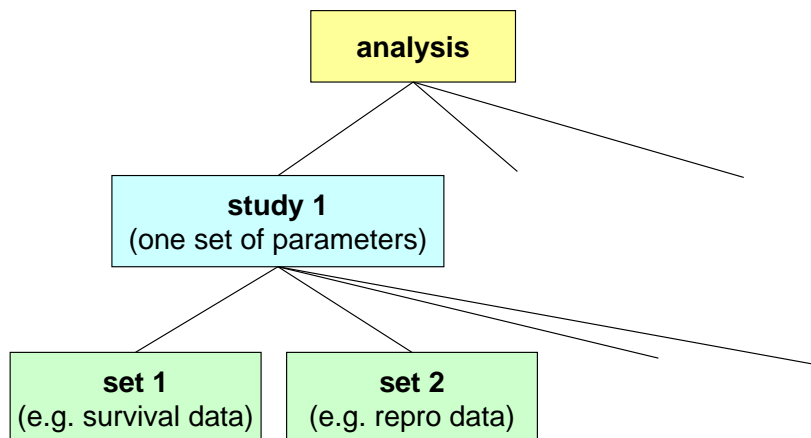 analysis
study 1
(one set of parameters)
set 1
(e.g. survival data)
set 2
(e.g. repro data)